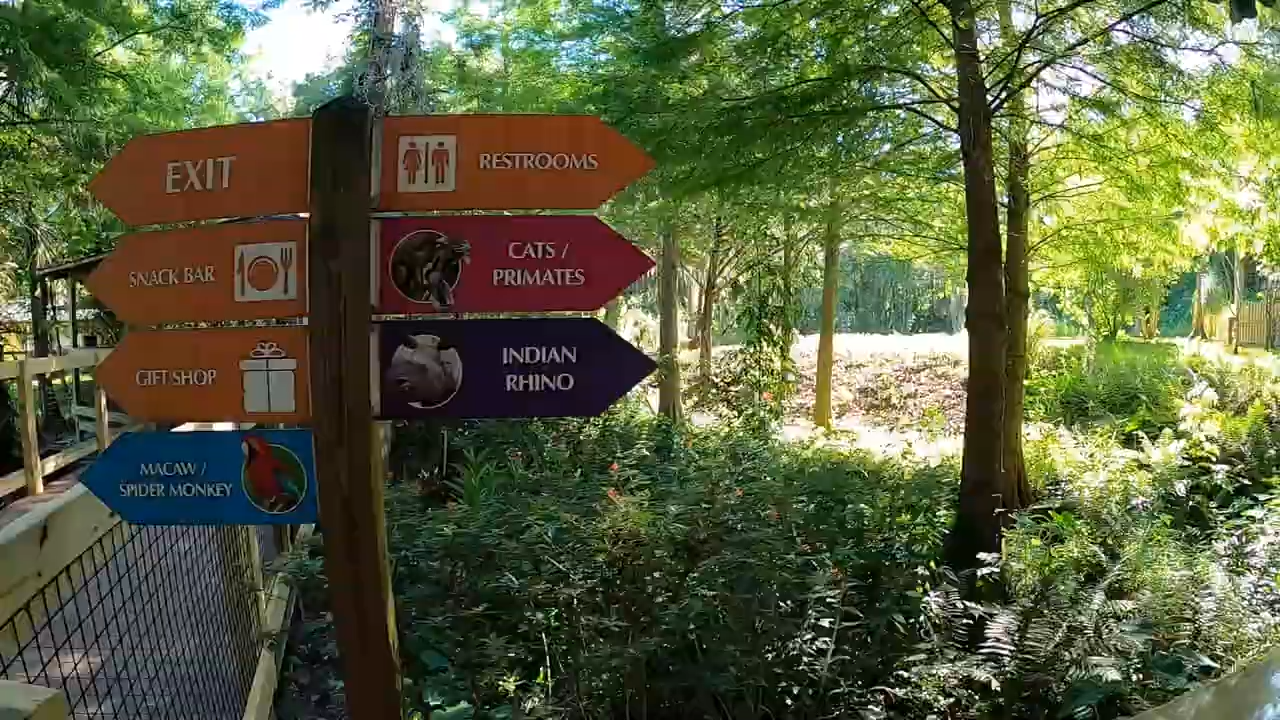 EXIT
RESTROOMS
SNACK BAR
CATS /
PRIMATES
GIFT SHOP
INDIAN
RHINO
MACAW /
SPIDER MONKEY